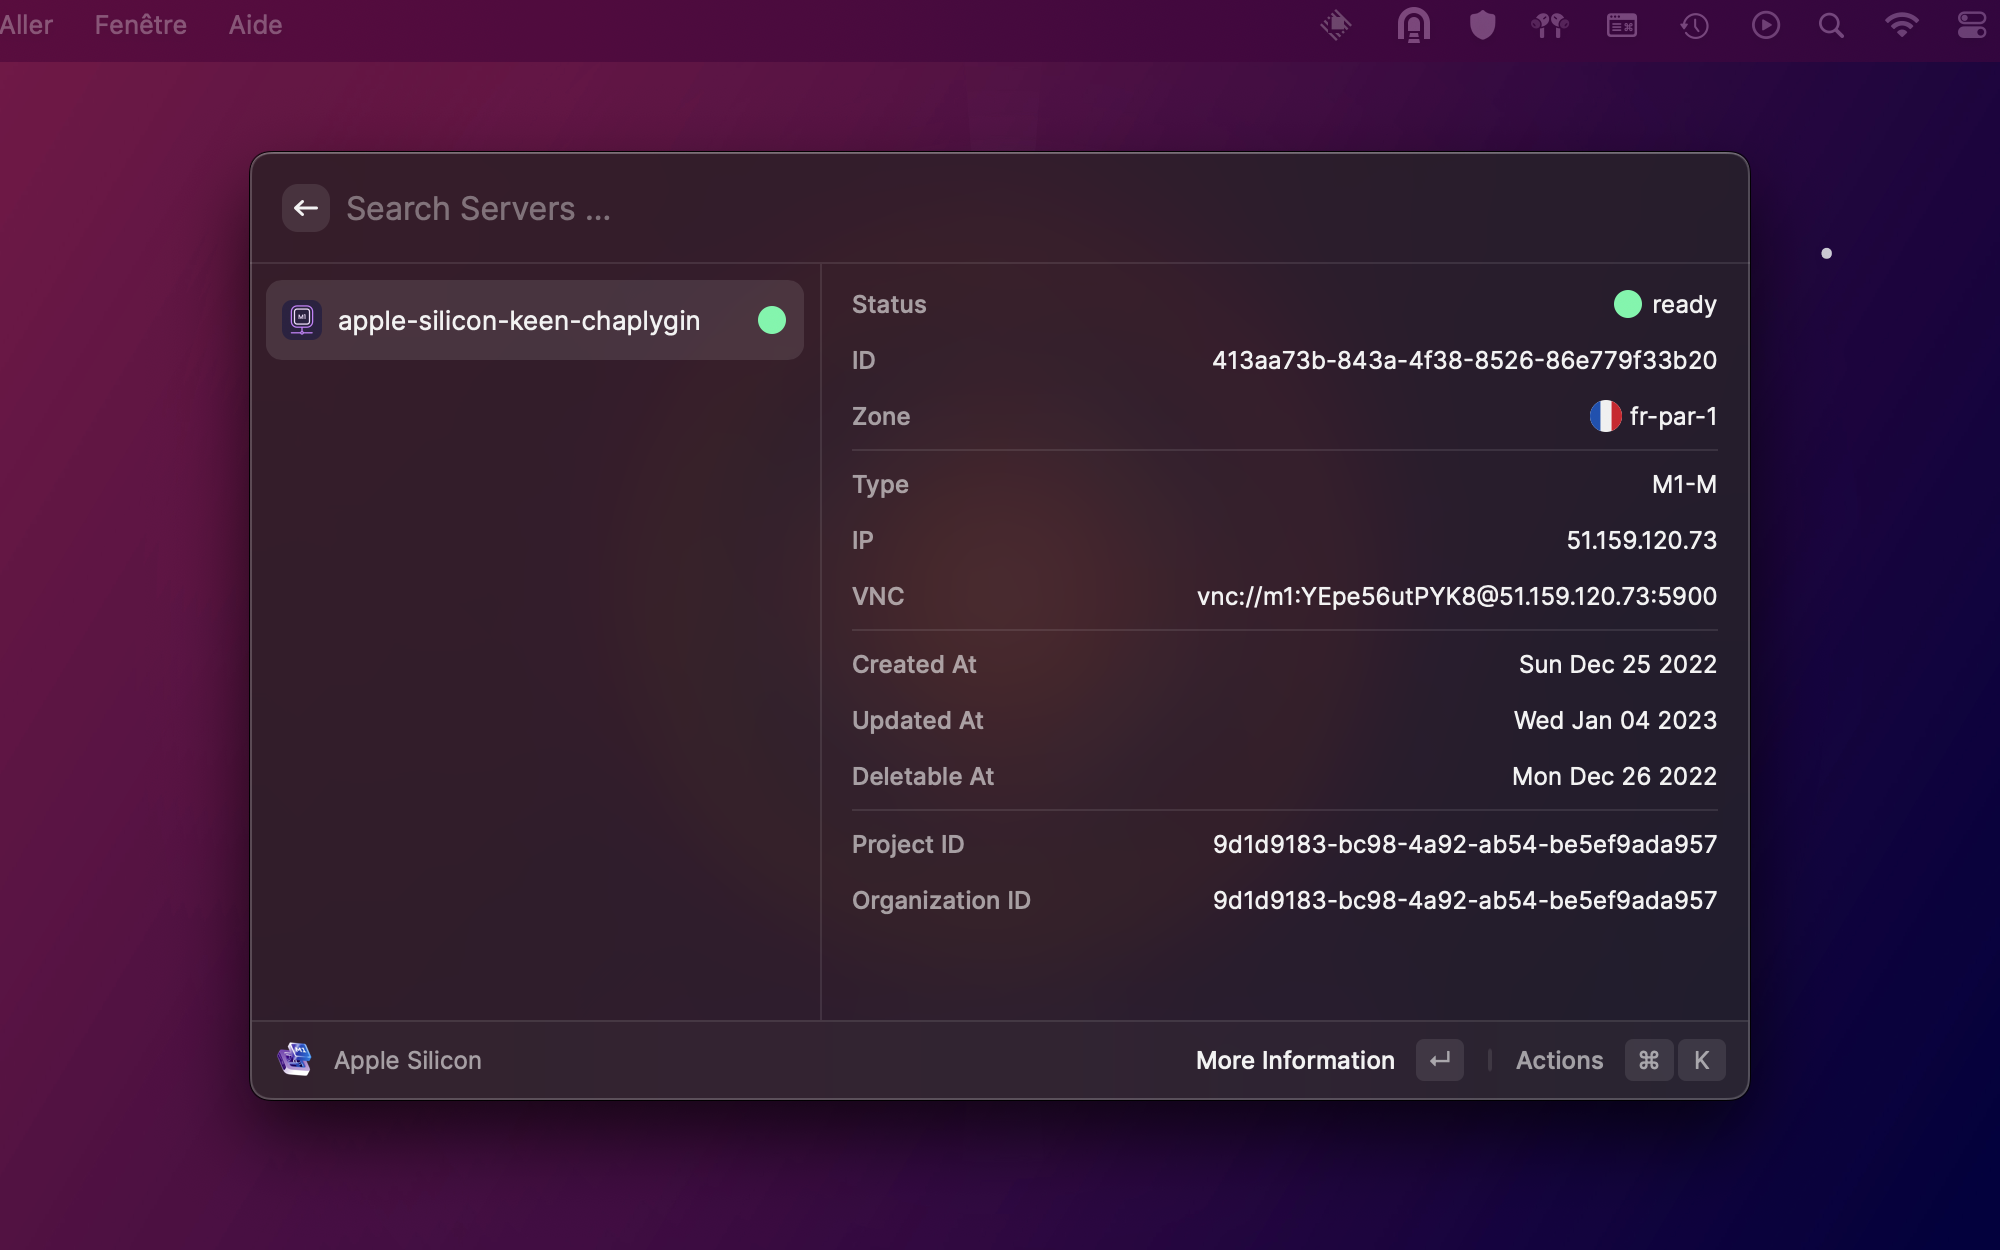 Aller Fenêtre Aide
Search Servers ...
M1 apple-silicon-keen-chaplygin
Status ready
ID 413aa73b-843a-4f38-8526-86e779f33b20
Zone fr-par-1
Type M1-M
IP 51.159.120.73
VNC vnc://m1:YEpe56utPYK8@51.159.120.73:5900
Created At Sun Dec 25 2022
Updated At Wed Jan 04 2023
Deletable At Mon Dec 26 2022
Project ID 9d1d9183-bc98-4a92-ab54-be5ef9ada957
Organization ID 9d1d9183-bc98-4a92-ab54-be5ef9ada957
M1 Apple Silicon More Information ↵ Actions ⌘ K